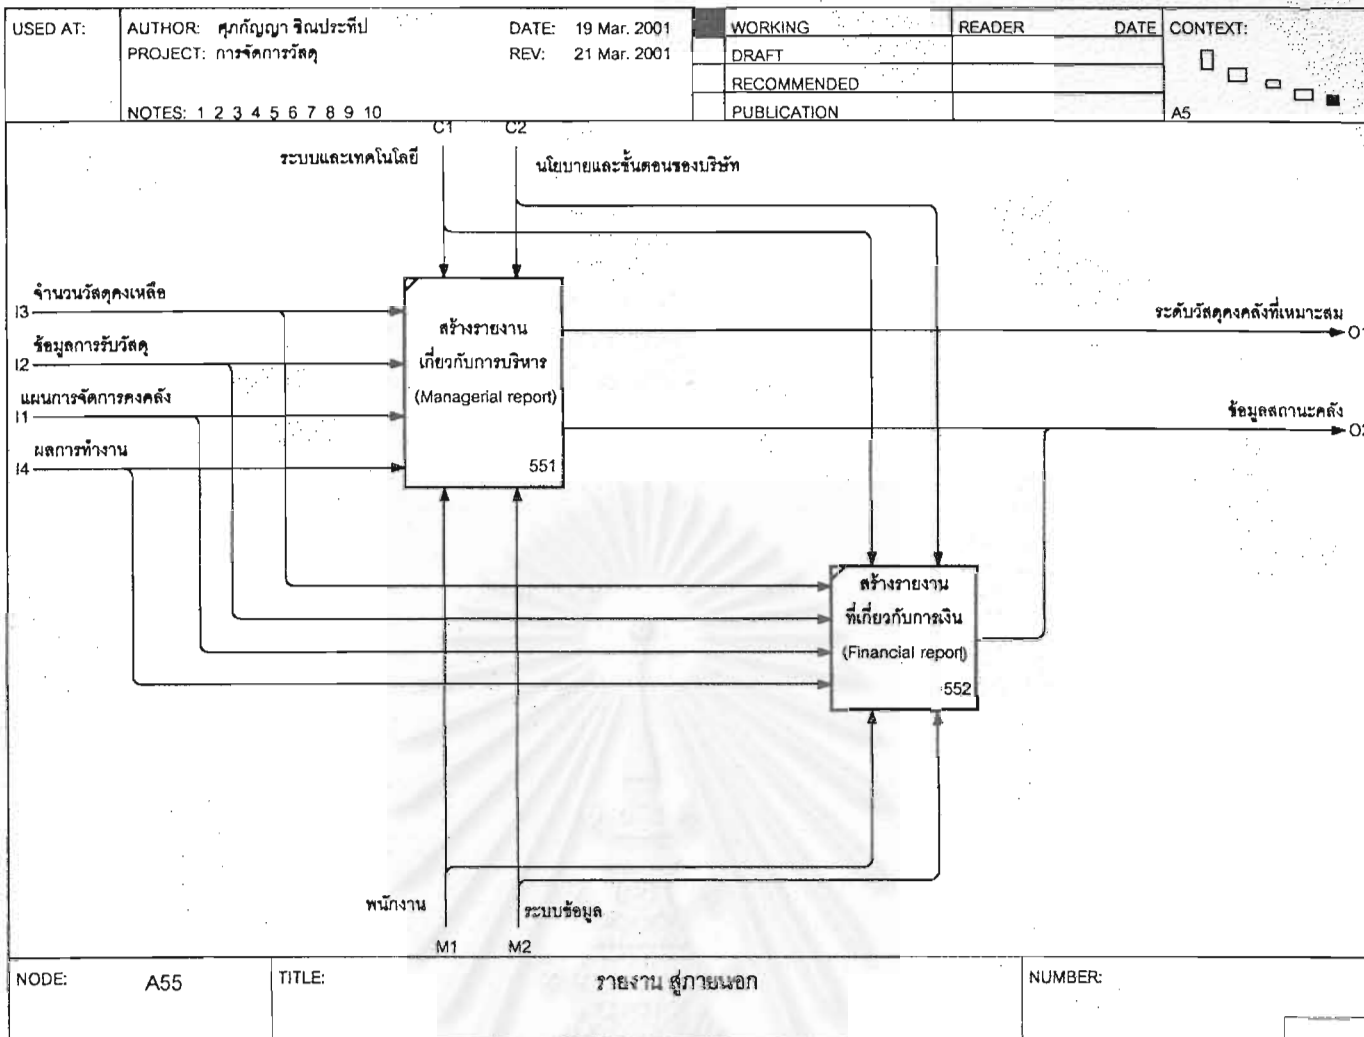 USED AT:
AUTHOR: ศุภกัญญา ชิณประทีป
DATE: 19 Mar. 2001
WORKING
READER
DATE
CONTEXT:
PROJECT: การจัดการวัสดุ
REV: 21 Mar. 2001
DRAFT
RECOMMENDED
NOTES: 1 2 3 4 5 6 7 8 9 10
PUBLICATION
A5
C1
C2
ระบบและเทคโนโลยี
นโยบายและขั้นตอนของบริษัท
จำนวนวัสดุคงเหลือ
I3
ข้อมูลการรับวัสดุ
I2
แผนการจัดการคงคลัง
I1
ผลการทำงาน
I4
สร้างรายงาน
เกี่ยวกับการบริหาร
(Managerial report)
551
ระดับวัสดุคงคลังที่เหมาะสม
O1
ข้อมูลสถานะคลัง
สร้างรายงาน
ที่เกี่ยวกับการเงิน
(Financial report)
552
พนักงาน
ระบบข้อมูล
M1
M2
NODE:
A55
TITLE:
รายงาน สู่ภายนอก
NUMBER: